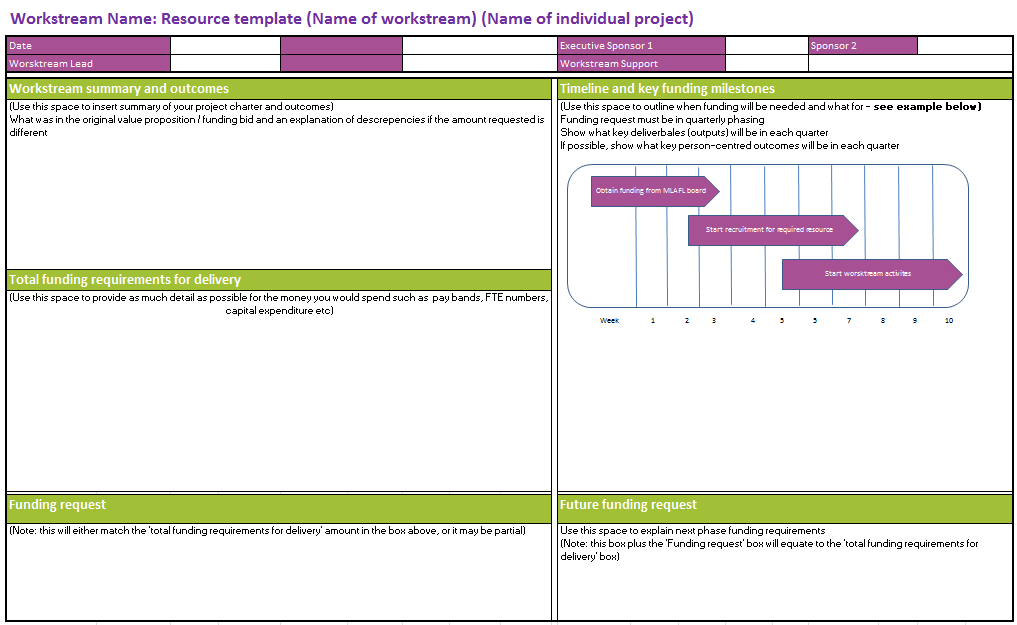 Workstream Name: Resource template (Name of workstream) (Name of individual project)
Date
Executive Sponsor 1
Sponsor 2
Worsktream Lead
Workstream Support
Workstream summary and outcomes
(Use this space to insert summary of your project charter and outcomes)
What was in the original value proposition / funding bid and an explanation of descrepencies if the amount requested is
different
Total funding requirements for delivery
(Use this space to provide as much detail as possible for the money you would spend such as pay bands, FTE numbers,
capital expenditure etc)
Timeline and key funding milestones
(Use this space to outline when funding will be needed and what for - see example below)
Funding request must be in quarterly phasing
Show what key deliverbales (outputs) will be in each quarter
If possible, show what key person-centred outcomes will be in each quarter
Obtain funding from MLAFL board
Start recruitment for required resource
Start worsktream activites
Week 1 2 3 4 5 5 7 8 9 10
Funding request
(Note: this will either match the 'total funding requirements for delivery' amount in the box above, or it may be partial)
Future funding request
Use this space to explain next phase funding requirements
(Note: this box plus the 'Funding request' box will equate to the 'total funding requirements for
delivery' box)